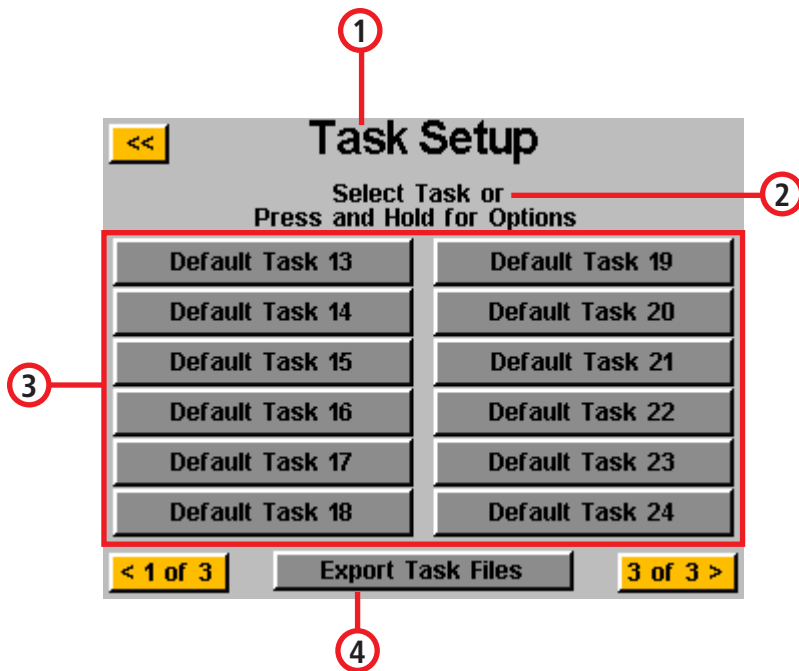 1
<< Task Setup
Select Task or
2
Press and Hold for Options
Default Task 13
Default Task 19
Default Task 14
Default Task 20
Default Task 15
Default Task 21
3
Default Task 16
Default Task 22
Default Task 17
Default Task 23
Default Task 18
Default Task 24
< 1 of 3
Export Task Files
3 of 3 >
4